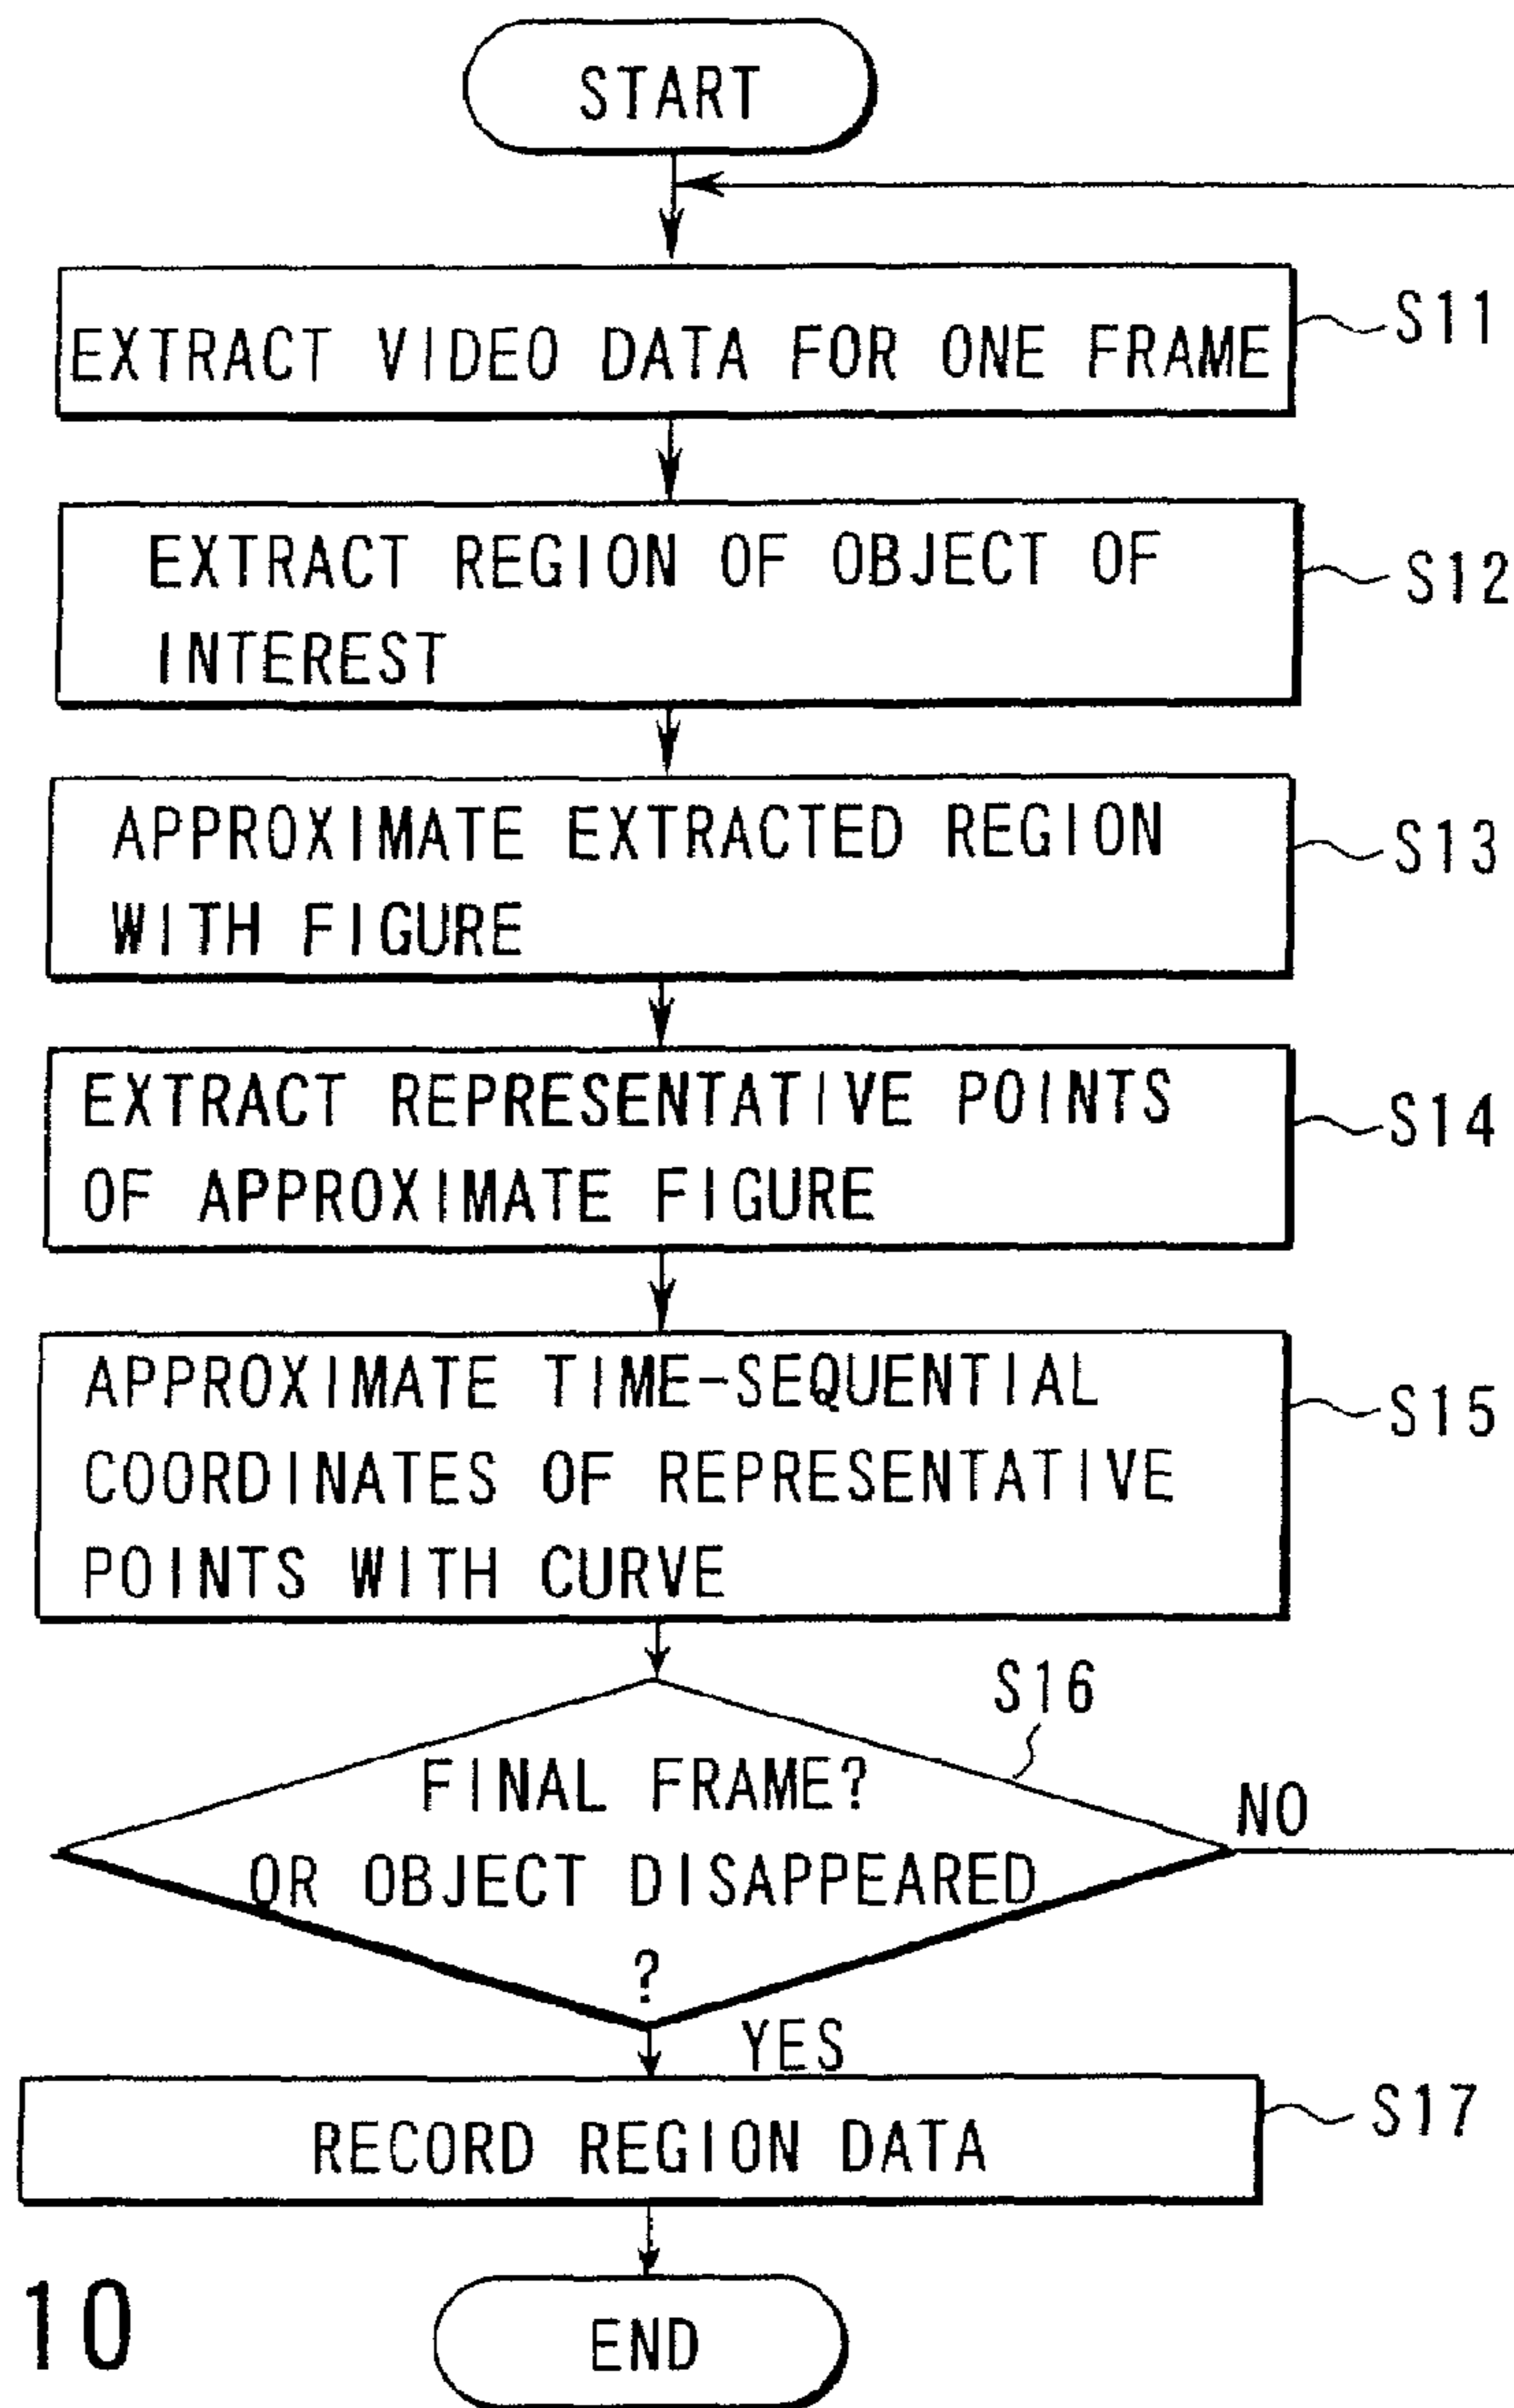 START
EXTRACT VIDEO DATA FOR ONE FRAME
S11
EXTRACT REGION OF OBJECT OF
INTEREST
S12
APPROXIMATE EXTRACTED REGION
WITH FIGURE
S13
EXTRACT REPRESENTATIVE POINTS
OF APPROXIMATE FIGURE
S14
APPROXIMATE TIME-SEQUENTIAL
COORDINATES OF REPRESENTATIVE
POINTS WITH CURVE
S15
S16
FINAL FRAME?
OR OBJECT DISAPPEARED
?
NO
YES
RECORD REGION DATA
S17
END
10